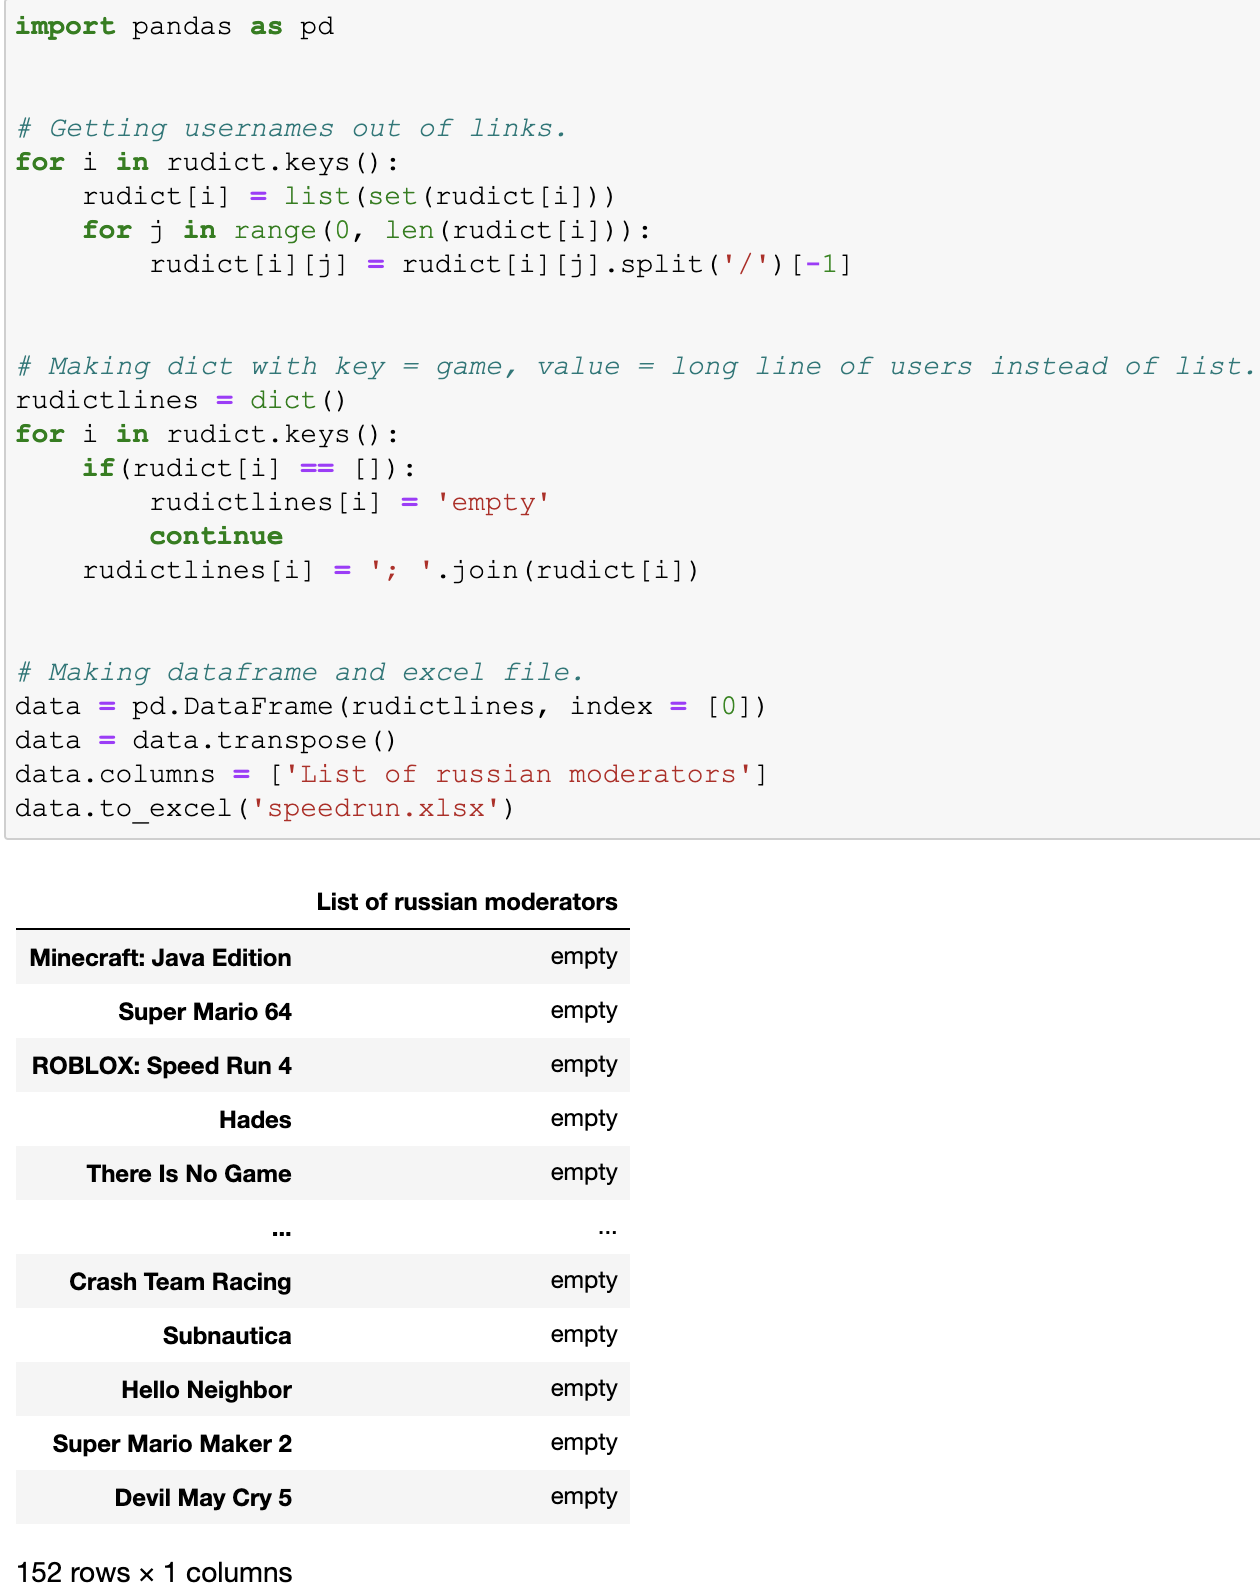 import pandas as pd
# Getting usernames out of links.
for i in rudict.keys():
    rudict[i] = list(set(rudict[i]))
    for j in range(0, len(rudict[i])):
        rudict[i][j] = rudict[i][j].split('/')[-1]
# Making dict with key = game, value = long line of users instead of list.
rudictlines = dict()
for i in rudict.keys():
    if(rudict[i] == []):
        rudictlines[i] = 'empty'
        continue
    rudictlines[i] = '; '.join(rudict[i])
# Making dataframe and excel file.
data = pd.DataFrame(rudictlines, index = [0])
data = data.transpose()
data.columns = ['List of russian moderators']
data.to_excel('speedrun.xlsx')
List of russian moderators
Minecraft: Java Edition empty
Super Mario 64 empty
ROBLOX: Speed Run 4 empty
Hades empty
There Is No Game empty
... ...
Crash Team Racing empty
Subnautica empty
Hello Neighbor empty
Super Mario Maker 2 empty
Devil May Cry 5 empty
152 rows × 1 columns